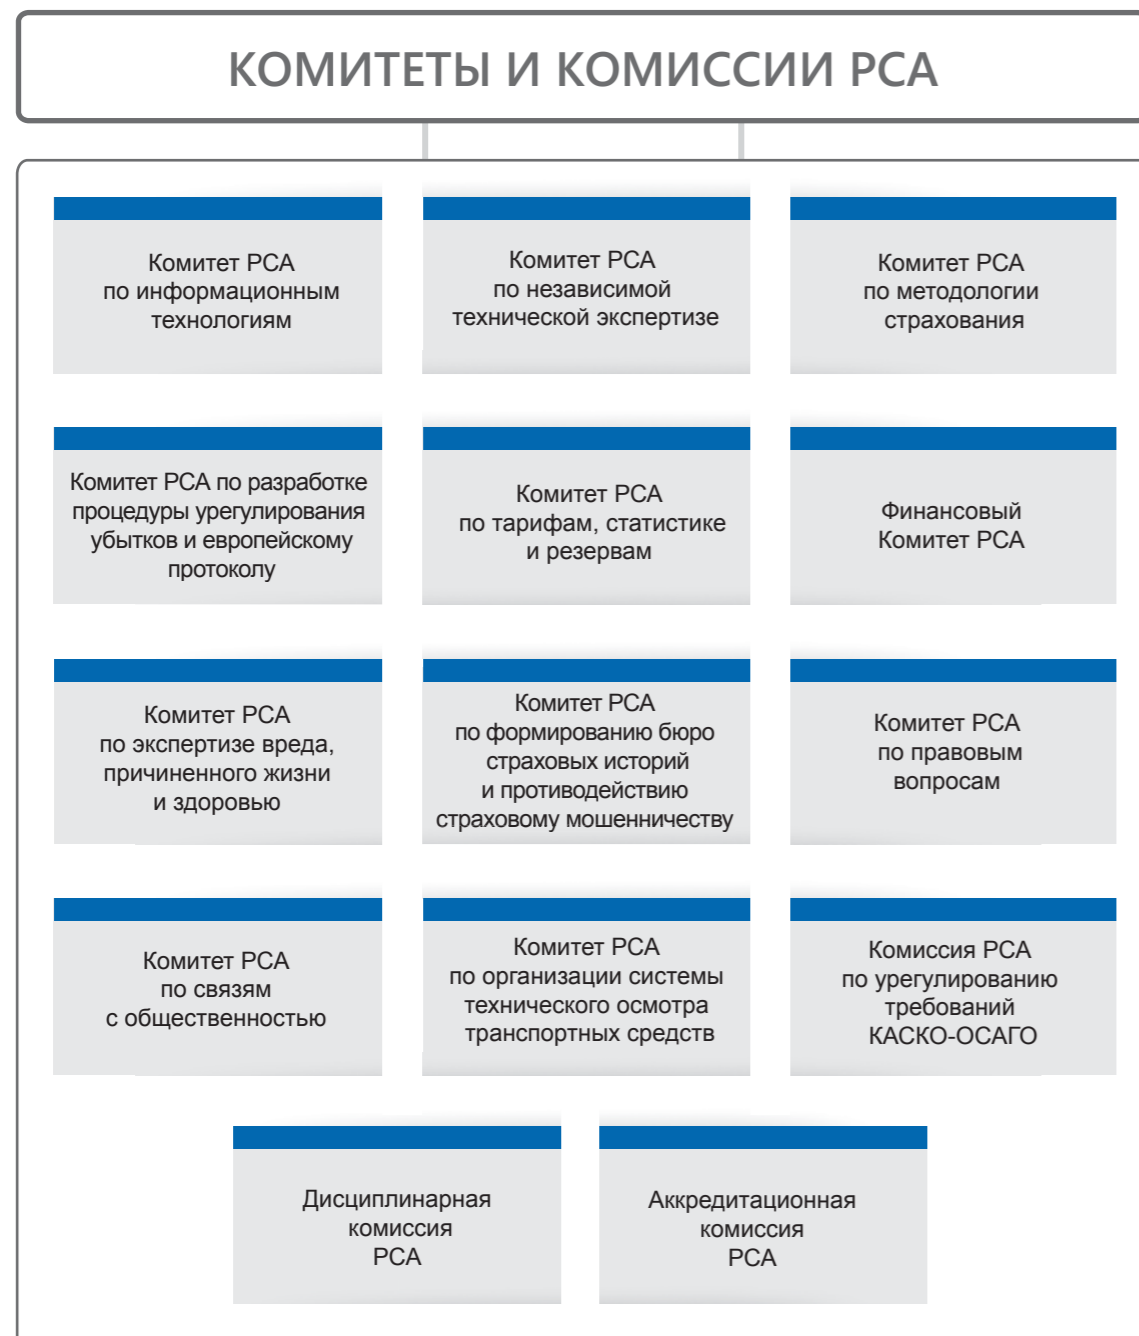 КОМИТЕТЫ И КОМИССИИ РСА
Комитет РСА
по информационным
технологиям
Комитет РСА
по независимой
технической экспертизе
Комитет РСА
по методологии
страхования
Комитет РСА по разработке
процедуры урегулирования
убытков и европейскому
протоколу
Комитет РСА
по тарифам, статистике
и резервам
Финансовый
Комитет РСА
Комитет РСА
по экспертизе вреда,
причиненного жизни
и здоровью
Комитет РСА
по формированию бюро
страховых историй
и противодействию
страховому мошенничеству
Комитет РСА
по правовым
вопросам
Комитет РСА
по связям
с общественностью
Комитет РСА
по организации системы
технического осмотра
транспортных средств
Комиссия РСА
по урегулированию
требований
КАСКО-ОСАГО
Дисциплинарная
комиссия
РСА
Аккредитационная
комиссия
РСА